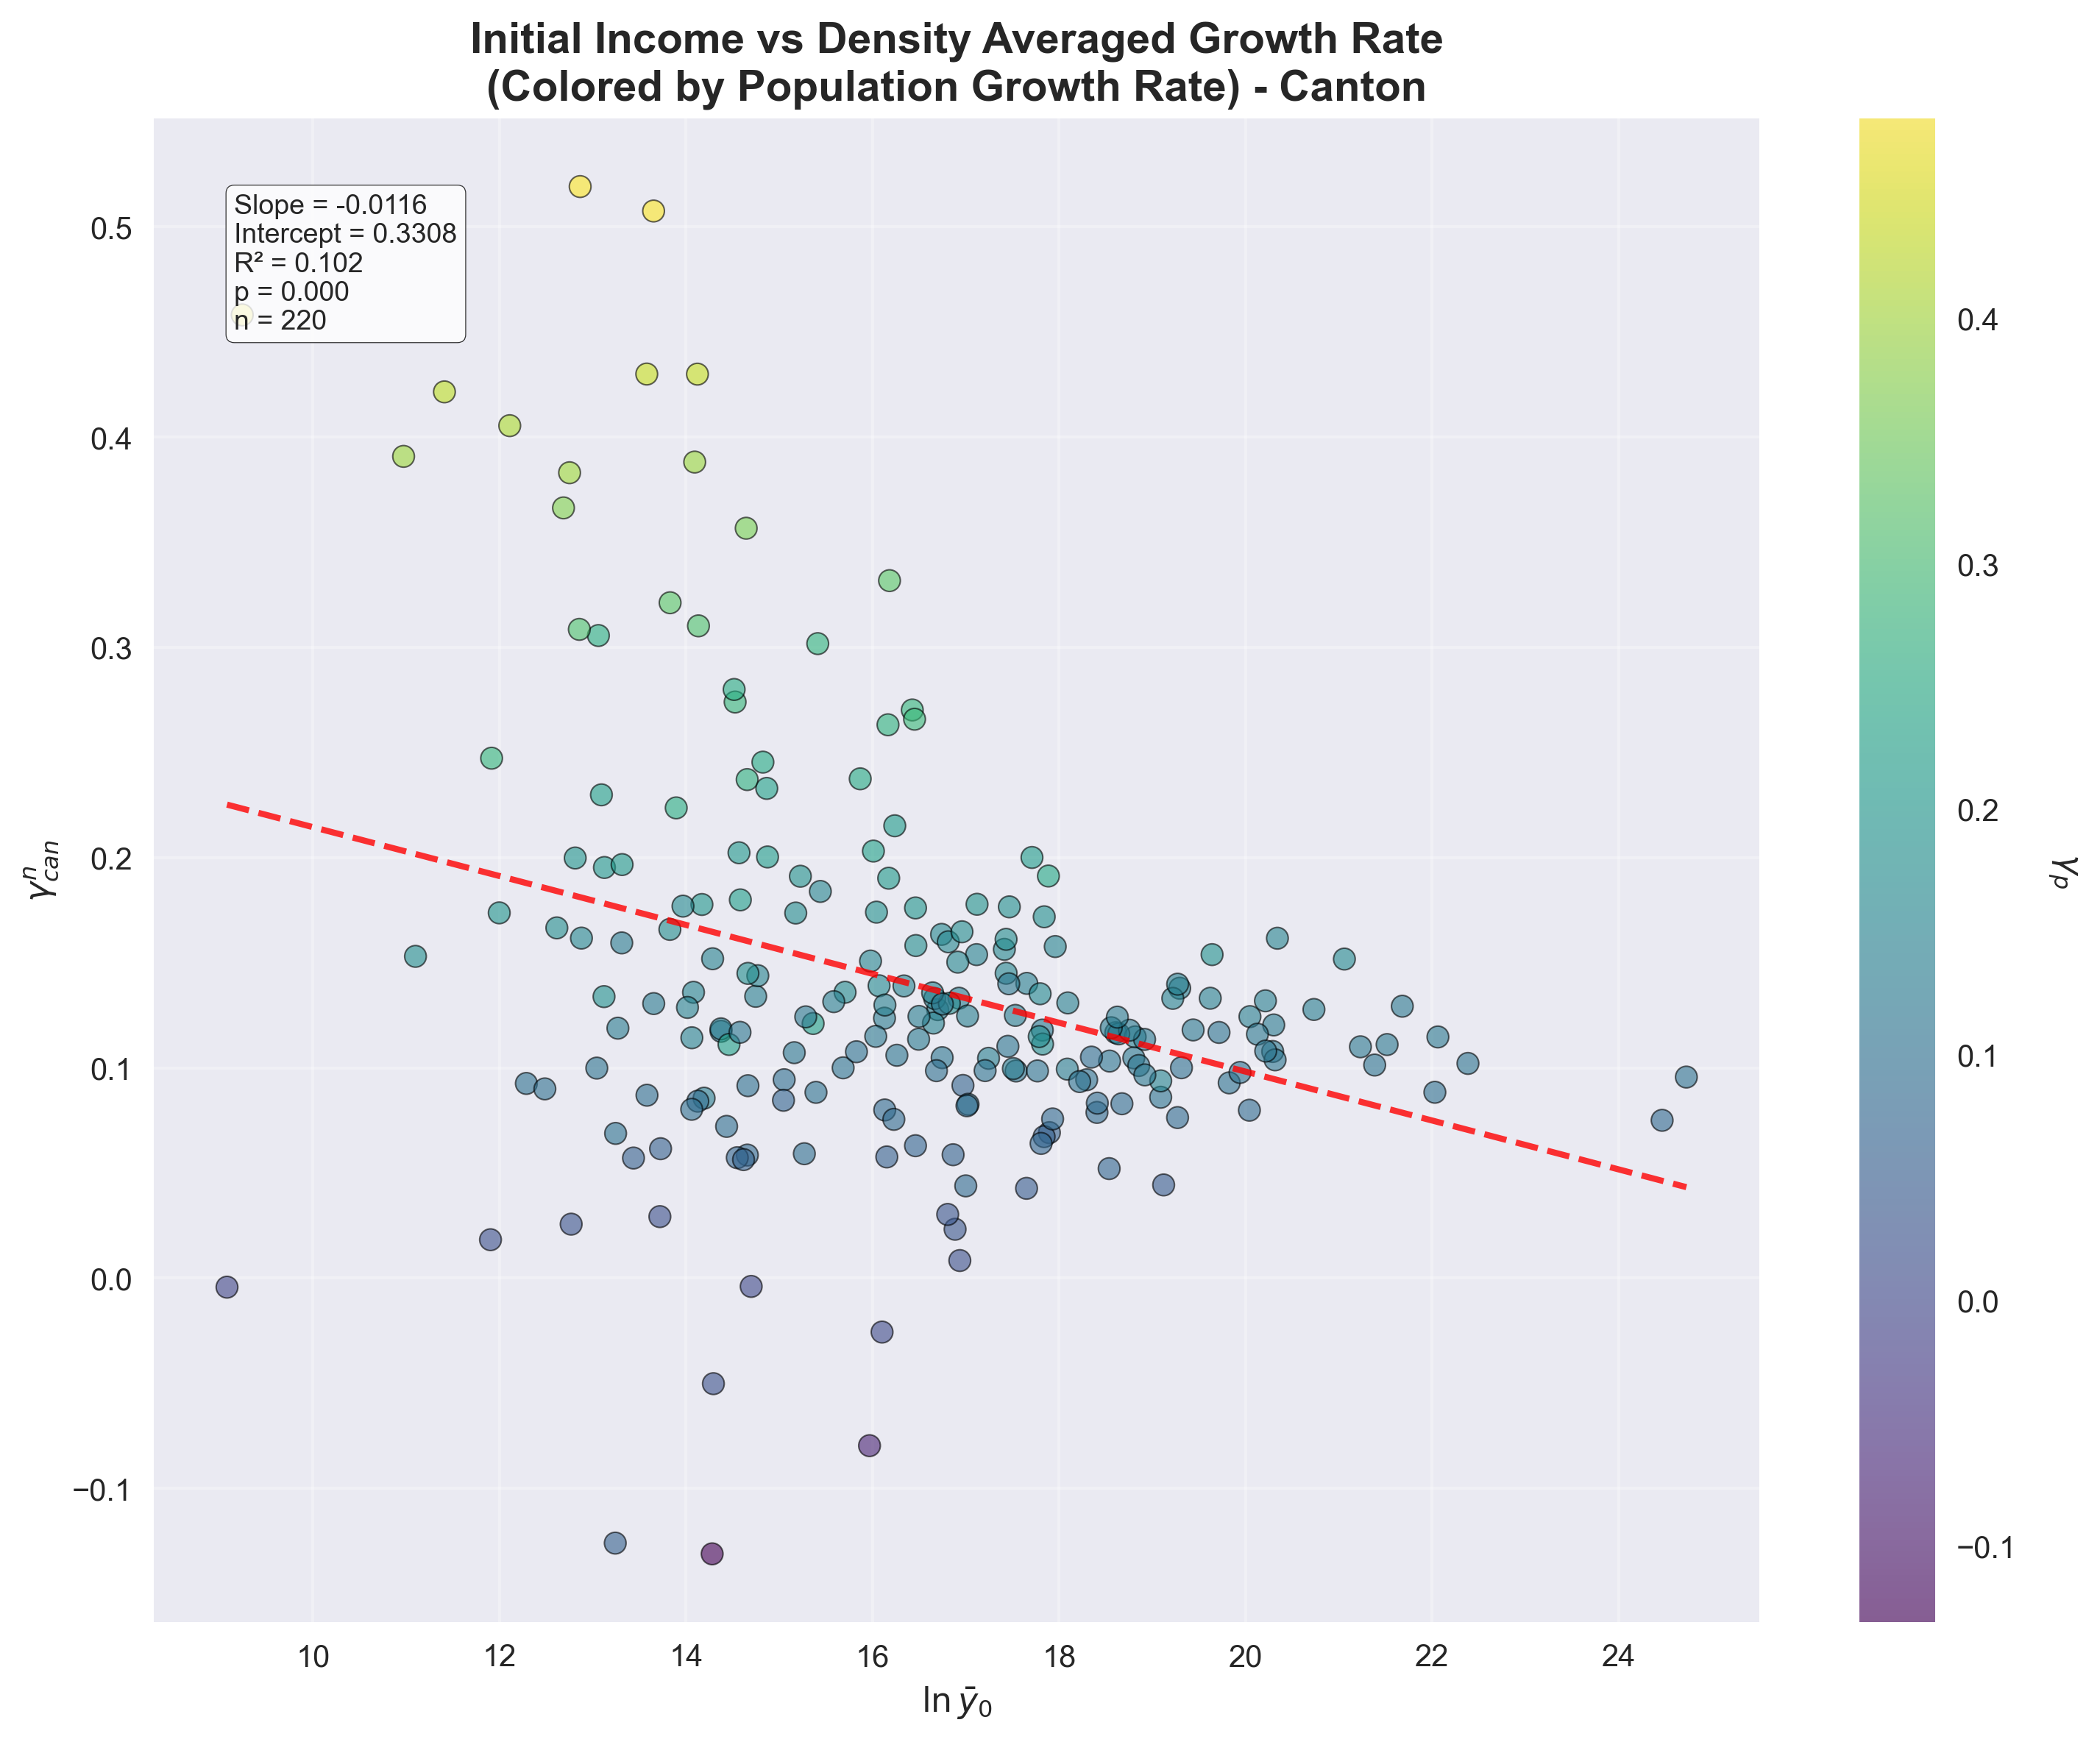 Initial Income vs Density Averaged Growth Rate
(Colored by Population Growth Rate) - Canton
Slope = -0.0116
Intercept = 0.3308
R² = 0.102
p = 0.000
n = 220
0.5
0.4
0.3
0.2
0.1
0.0
−0.1
γⁿ_can
10 12 14 16 18 20 22 24
ln ȳ₀
0.4
0.3
0.2
0.1
0.0
−0.1
γₚ